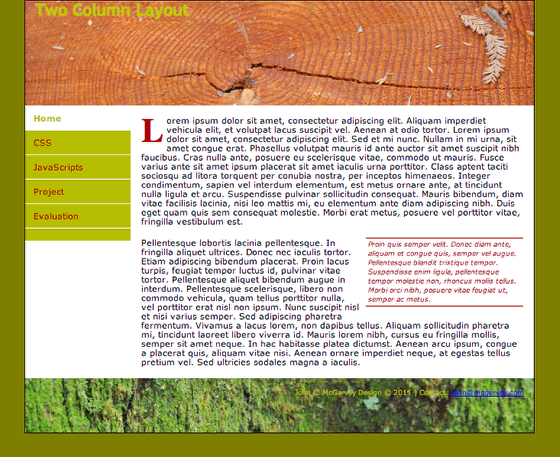 Two Column Layout
Home
CSS
JavaScripts
Project
Evaluation
Lorem ipsum dolor sit amet, consectetur adipiscing elit. Aliquam imperdiet
vehicula elit, et volutpat lacus suscipit vel. Aenean at odio tortor. Lorem ipsum
dolor sit amet, consectetur adipiscing elit. Sed et mi nunc. Nullam in mi urna, sit
amet congue erat. Phasellus volutpat mauris id ante auctor sit amet suscipit tortor
faucibus. Cras nulla ante, posuere eu scelerisque vitae, commodo ut mauris. Fusce
varius ante sit amet ipsum placerat sit amet iaculis urna porttitor. Class aptent taciti
sociosqu ad litora torquent per conubia nostra, per inceptos himenaeos. Integer
condimentum, sapien vel interdum elementum, est metus ornare ante, at tincidunt
nulla ligula et arcu. Suspendisse pulvinar sollicitudin consequat. Mauris bibendum, diam
vitae facilisis lacinia, nisi leo mattis mi, eu elementum ante diam adipiscing nibh. Duis
eget quam quis sem consequat molestie. Morbi erat metus, posuere vel porttitor vitae,
fringilla vestibulum est.
Pellentesque lobortis lacinia pellentesque. In
fringilla aliquet ultrices. Donec nec iaculis tortor.
Etiam adipiscing bibendum placerat. Proin lacus
turpis, feugiat tempor luctus id, pulvinar vitae
tortor. Pellentesque aliquet bibendum augue in
interdum. Pellentesque scelerisque, libero non
commodo vehicula, quam tellus porttitor nulla,
vel porttitor erat nisl non ipsum. Nunc suscipit nisl
et nisi varius semper. Sed adipiscing pharetra
fermentum. Vivamus a lacus lorem, non dapibus tellus. Aliquam sollicitudin pharetra
mi, tincidunt laoreet libero viverra id. Mauris lorem nibh, cursus eu fringilla mollis,
semper sit amet neque. In hac habitasse platea dictumst. Aenean arcu ipsum, congue
a placerat quis, aliquam vitae nisi. Aenean ornare imperdiet neque, at egestas tellus
pretium vel. Sed ultricies sodales magna a iaculis.
Proin quis semper velit. Donec diam ante,
aliquam et congue quis, semper vel augue.
Pellentesque blandit tristique tempor.
Suspendisse enim ligula, pellentesque
tempor molestie non, rhoncus mollis tellus.
Morbi orci nibh, posuere vitae feugiat ut,
semper ac metus.
John C. McGarvey Design © 2011 | Contact: